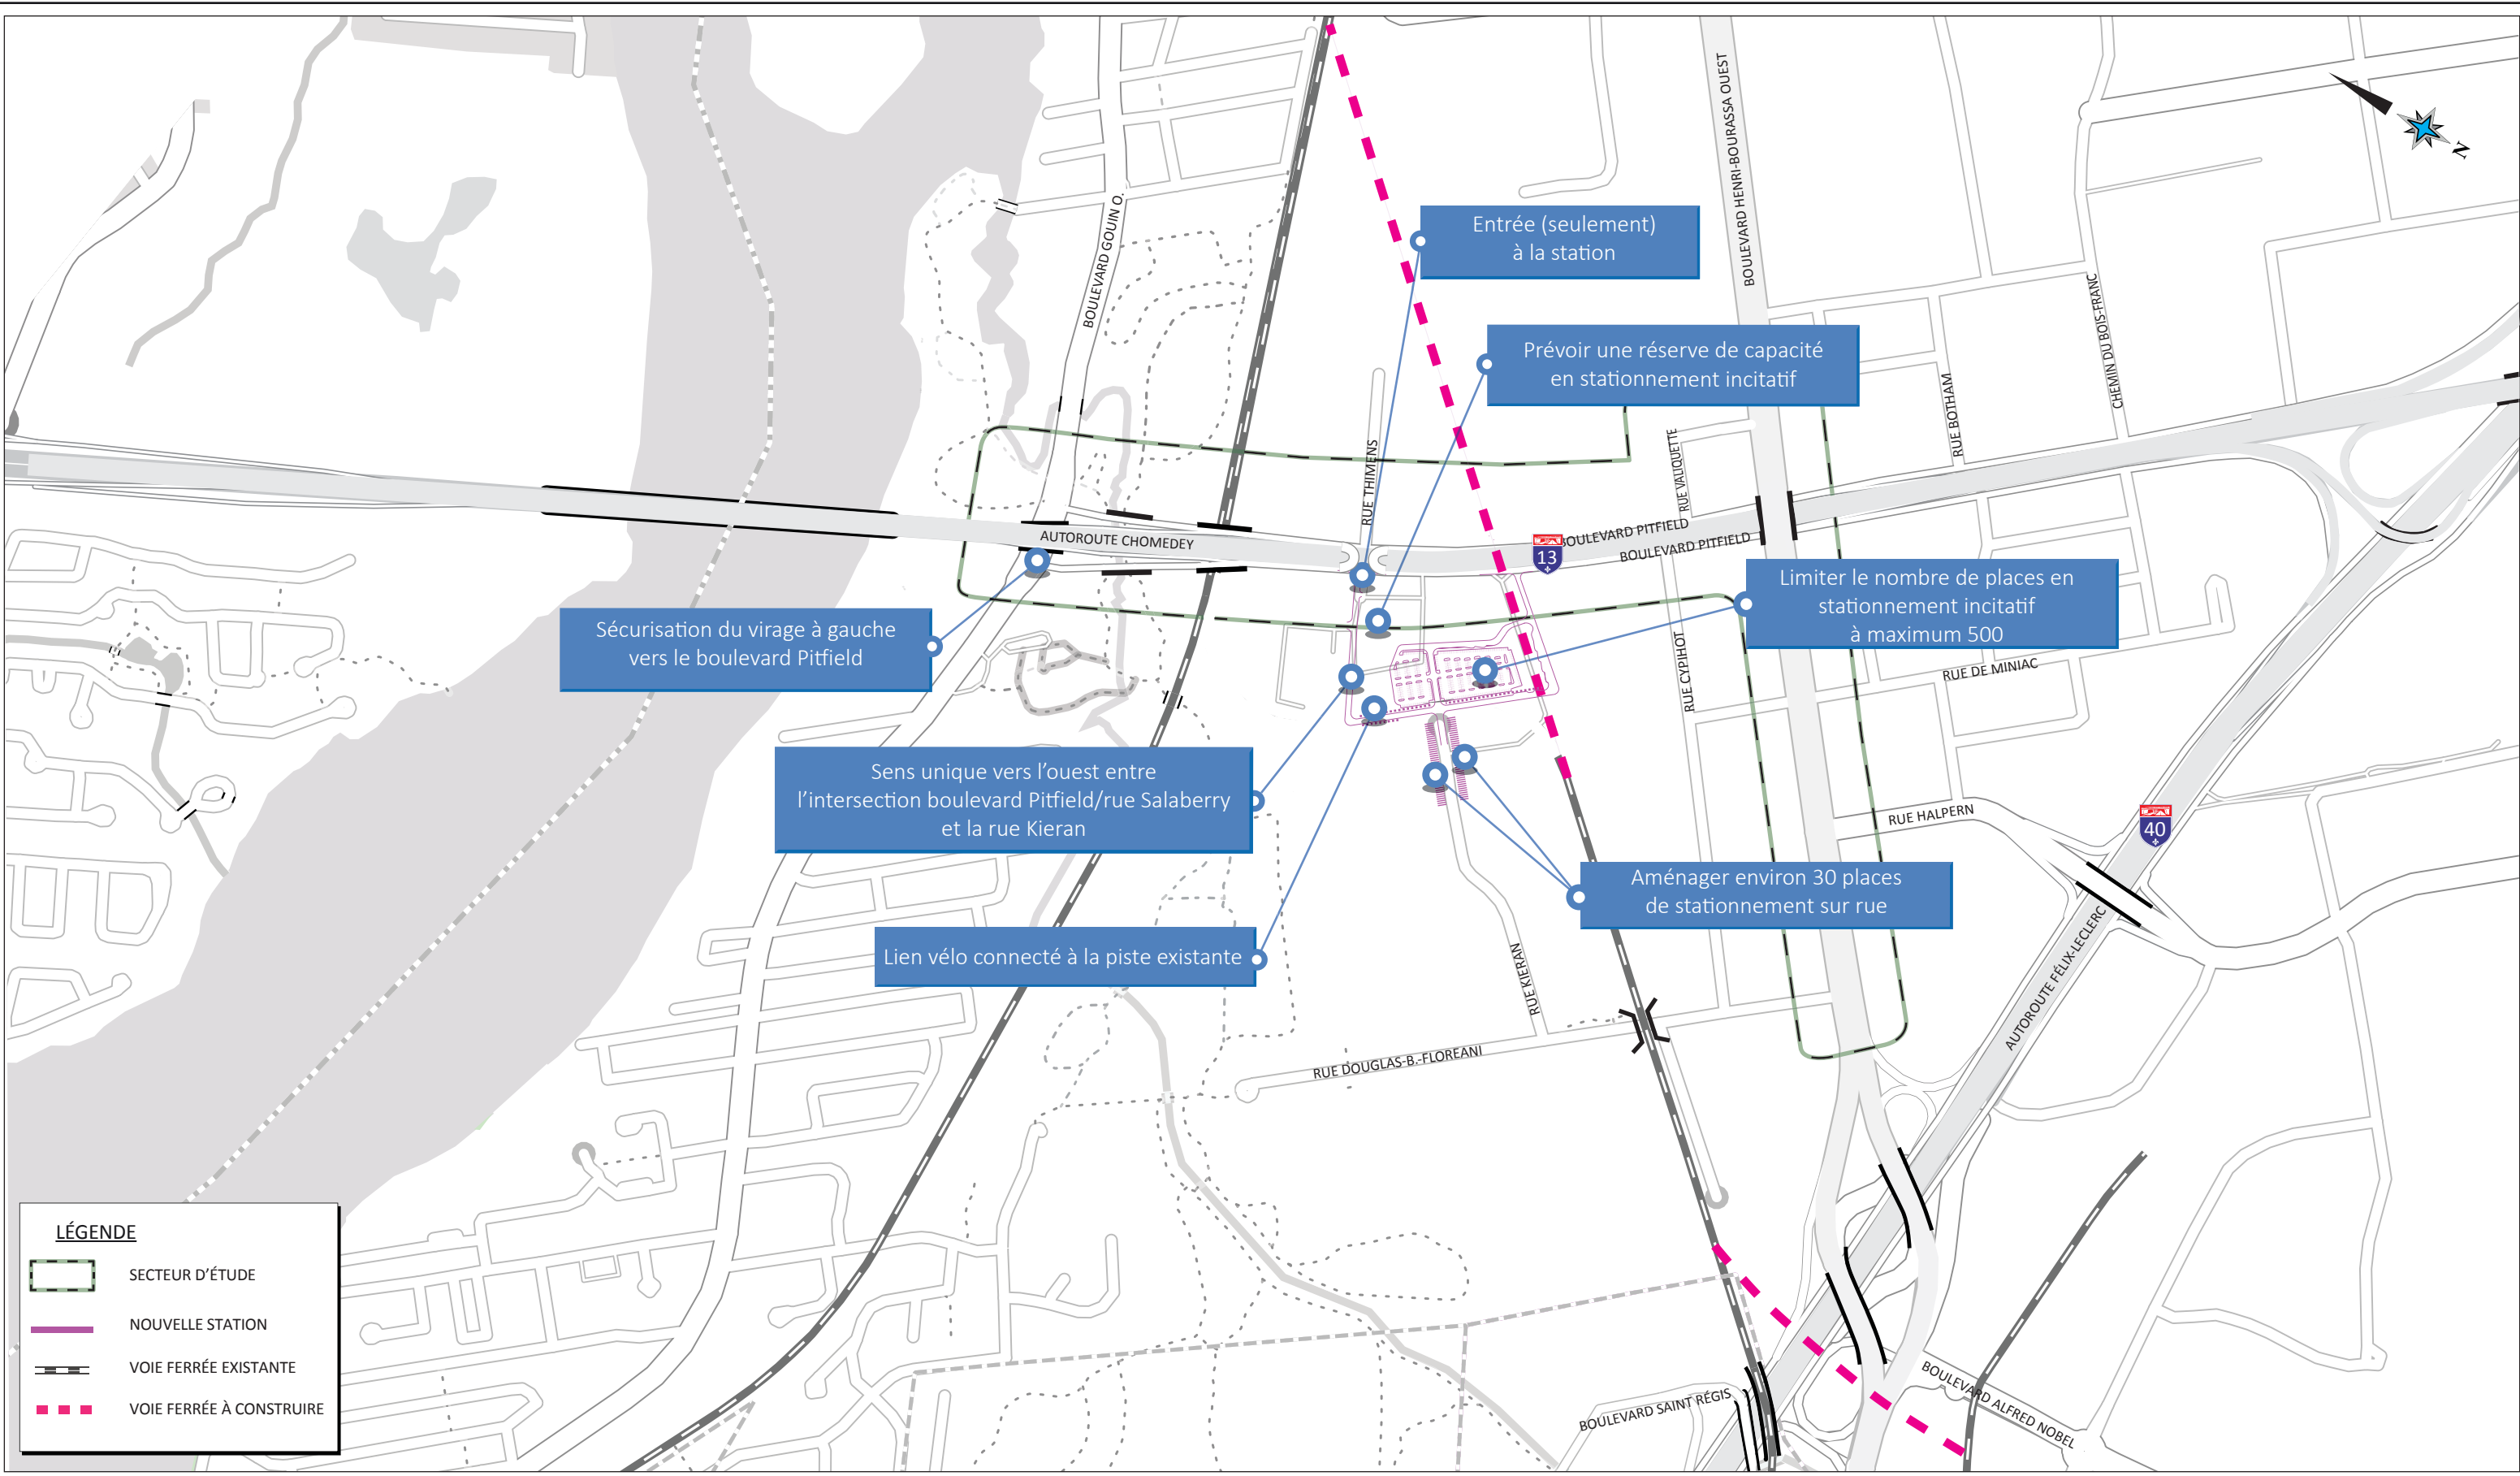 BOULEVARD HENRI-BOURASSA OUEST
N
BOULEVARD GOUIN O.
Entrée (seulement)
à la station
CHEMIN DU BOIS-FRANC
Prévoir une réserve de capacité
en stationnement incitatif
RUE BOTHAM
RUE THIMENS
RUE VALIQUETTE
AUTOROUTE CHOMEDEY
13
BOULEVARD PITFIELD
BOULEVARD PITFIELD
Limiter le nombre de places en
stationnement incitatif
à maximum 500
Sécurisation du virage à gauche
vers le boulevard Pitfield
RUE CYPIHOT
RUE DE MINIAC
Sens unique vers l'ouest entre
l'intersection boulevard Pitfield/rue Salaberry
et la rue Kieran
RUE HALPERN
40
Aménager environ 30 places
de stationnement sur rue
Lien vélo connecté à la piste existante
RUE KIERAN
AUTOROUTE FÉLIX-LECLERC
RUE DOUGLAS-B.-FLOREANI
LÉGENDE
SECTEUR D'ÉTUDE
NOUVELLE STATION
VOIE FERRÉE EXISTANTE
VOIE FERRÉE À CONSTRUIRE
BOULEVARD SAINT RÉGIS
BOULEVARD ALFRED NOBEL